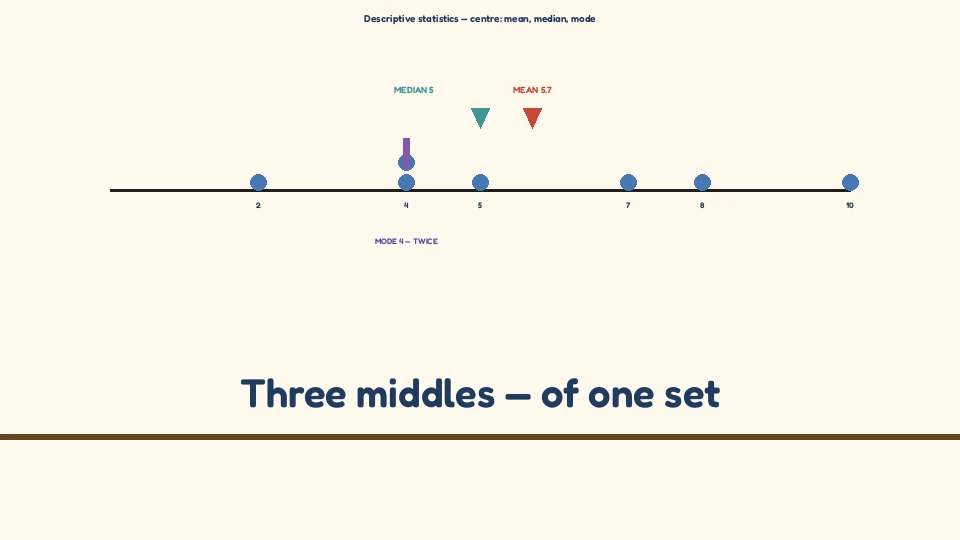 Descriptive statistics — centre: mean, median, mode
MEDIAN 5 MEAN 5.7
2 4 5 7 8 10
MODE 4 — TWICE
Three middles — of one set